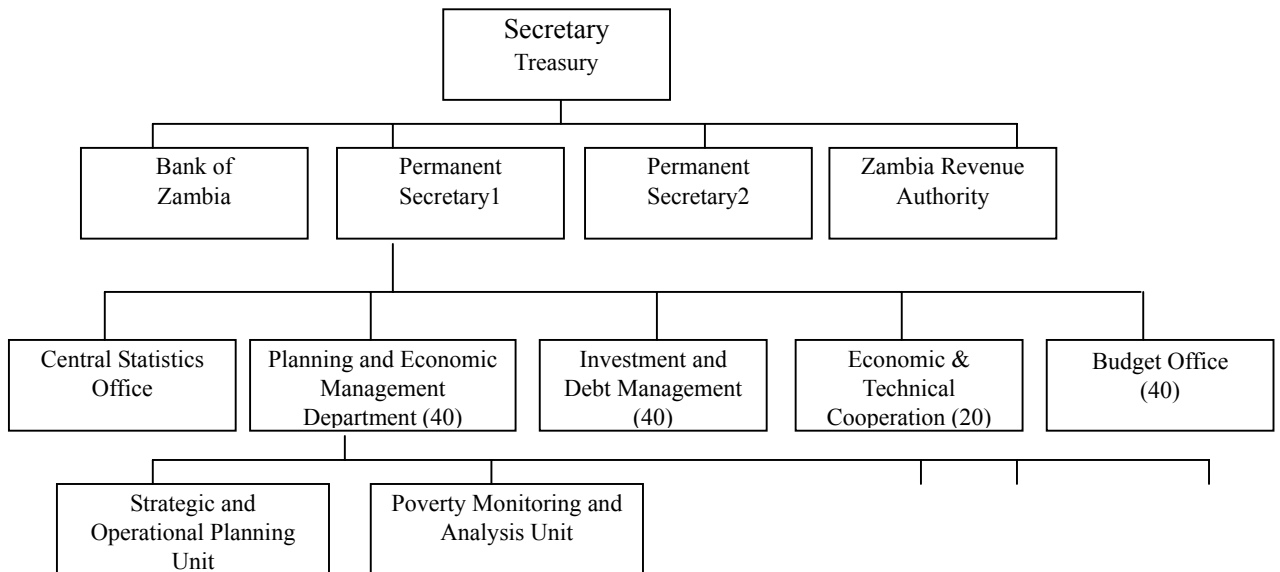 Secretary
Treasury
Bank of
Zambia
Permanent
Secretary1
Permanent
Secretary2
Zambia Revenue
Authority
Central Statistics
Office
Planning and Economic
Management
Department (40)
Investment and
Debt Management
(40)
Economic &
Technical
Cooperation (20)
Budget Office
(40)
Strategic and
Operational Planning
Unit
Poverty Monitoring and
Analysis Unit